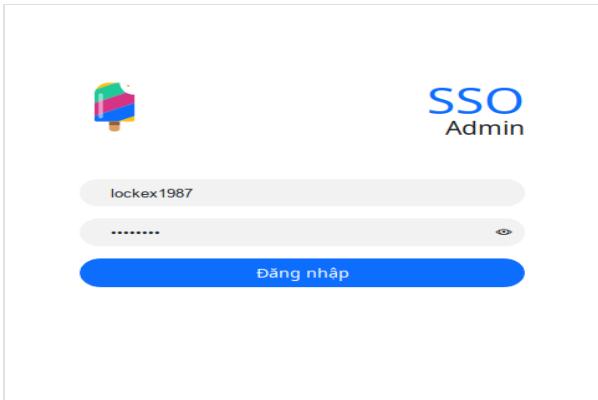 SSO
Admin
lockex1987
••••••••
Đăng nhập